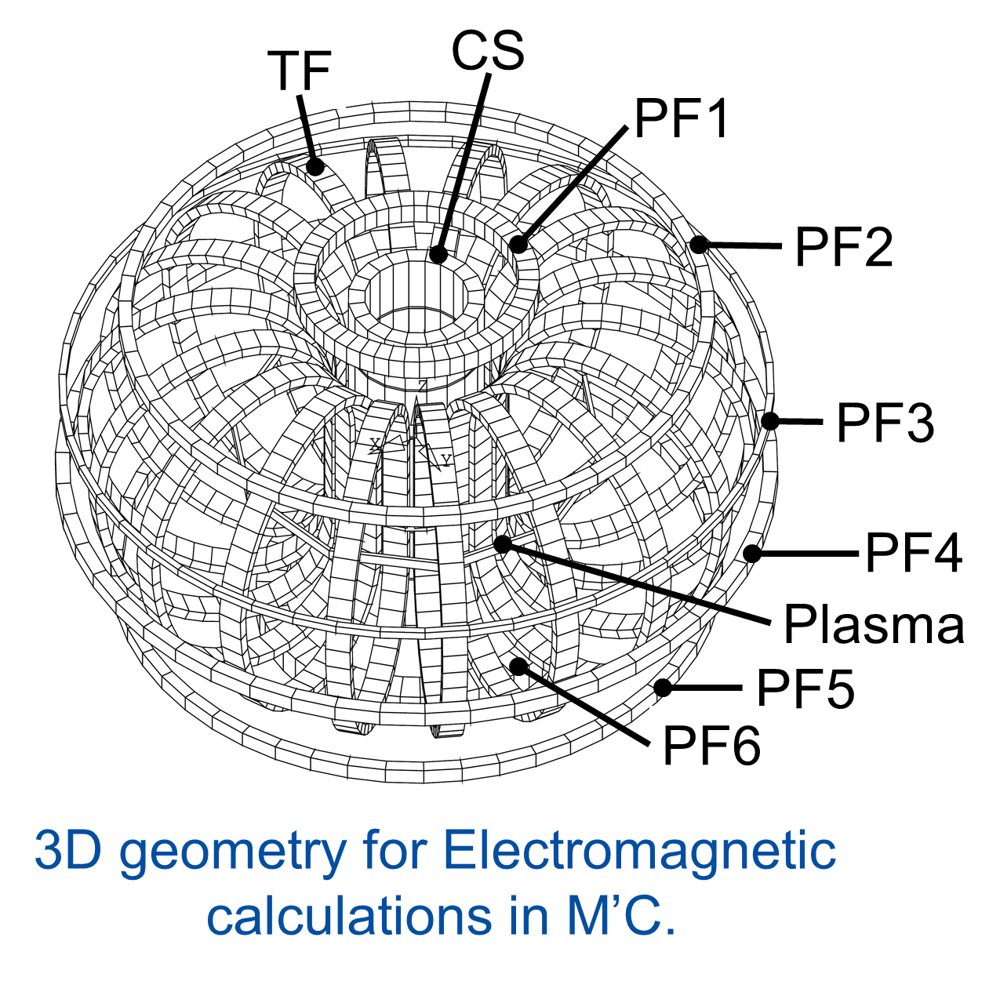 CS
TF
PF1
PF2
Z
PF3
X
Y
PF4
Plasma
PF5
PF6
3D geometry for Electromagnetic
calculations in M’C.